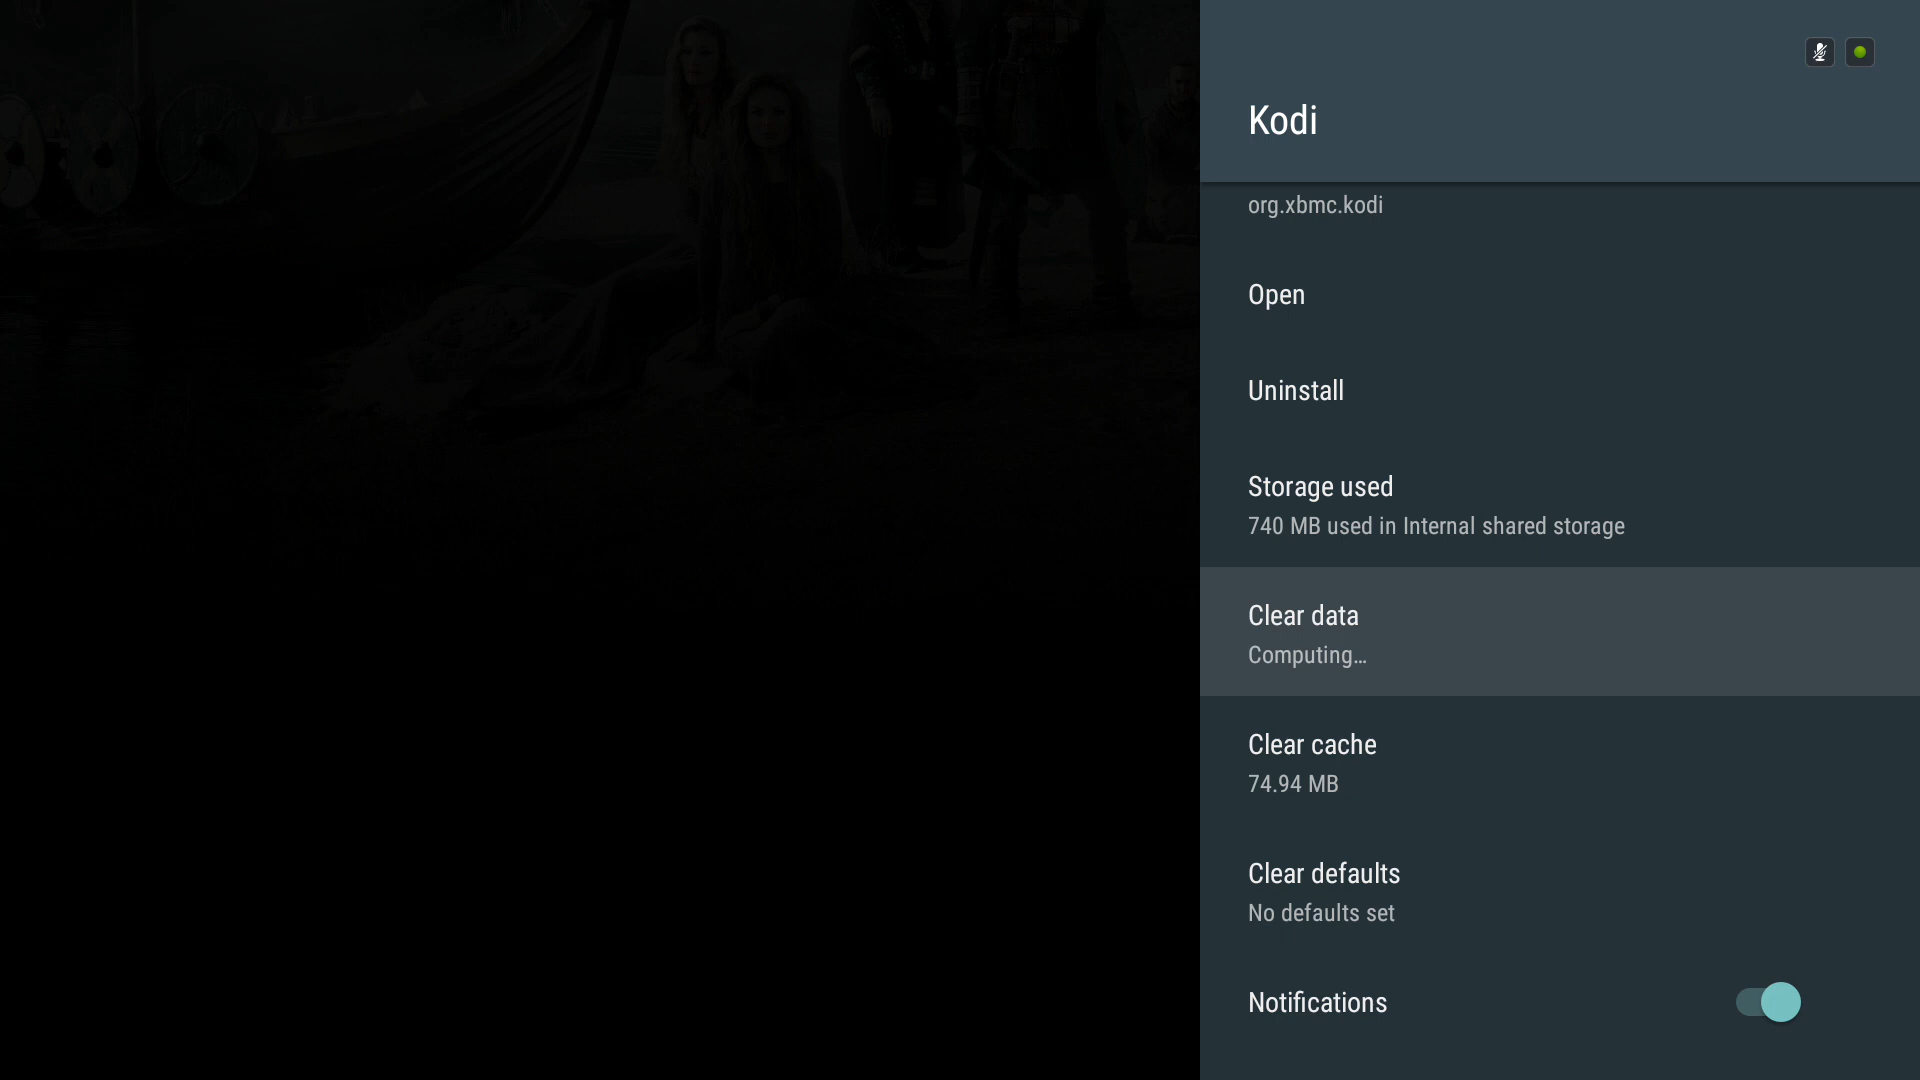 Kodi
org.xbmc.kodi
Open
Uninstall
Storage used
740 MB used in Internal shared storage
Clear data
Computing…
Clear cache
74.94 MB
Clear defaults
No defaults set
Notifications